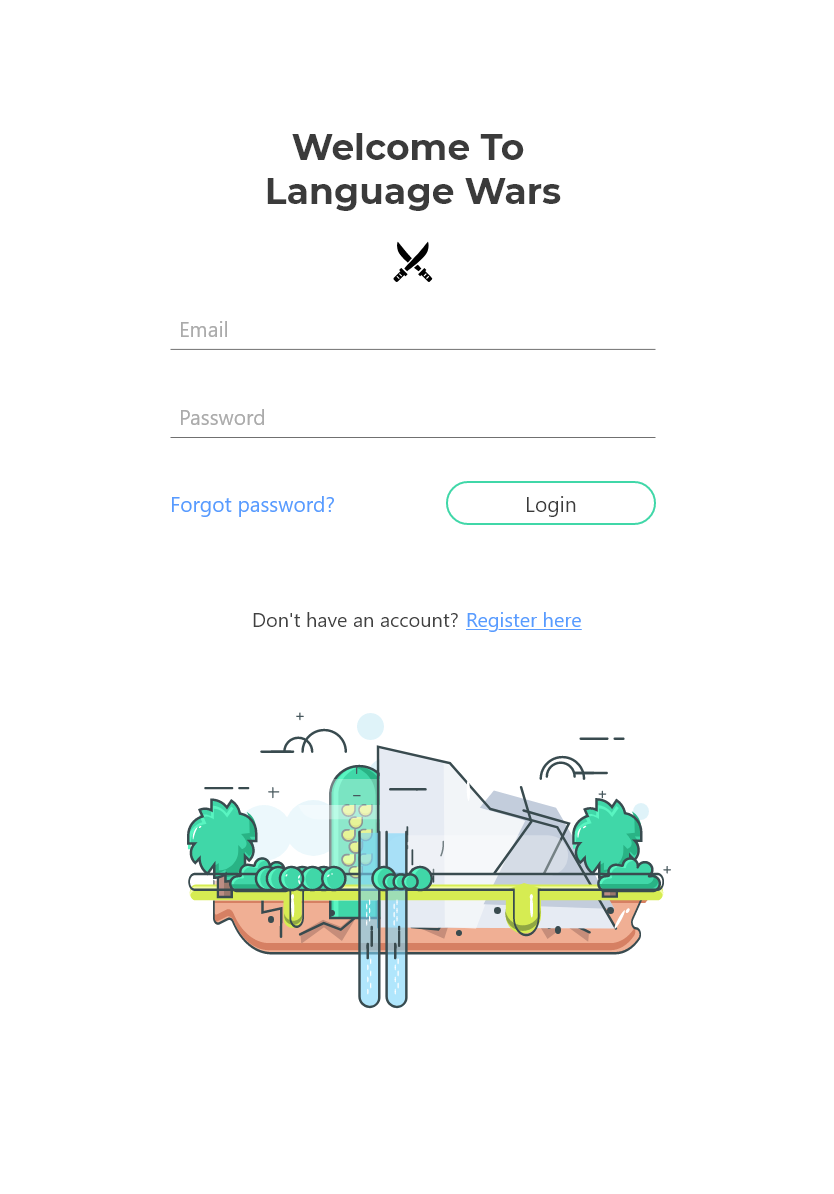 Welcome To
Language Wars
Email
Password
Forgot password? Login
Don't have an account? Register here